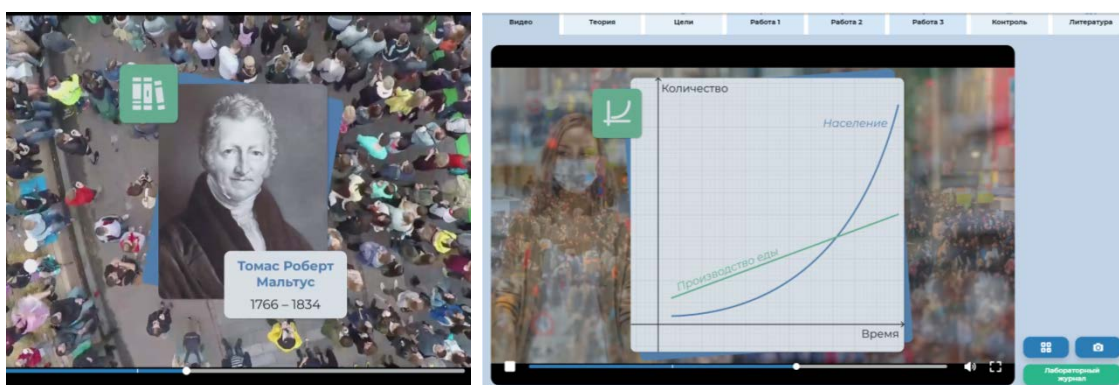 Томас Роберт
Мальтус
1766 – 1834
Видео
Теория
Цели
Работа 1
Работа 2
Работа 3
Контроль
Литература
Количество
Население
Производство еды
Время
Лабораторный
журнал